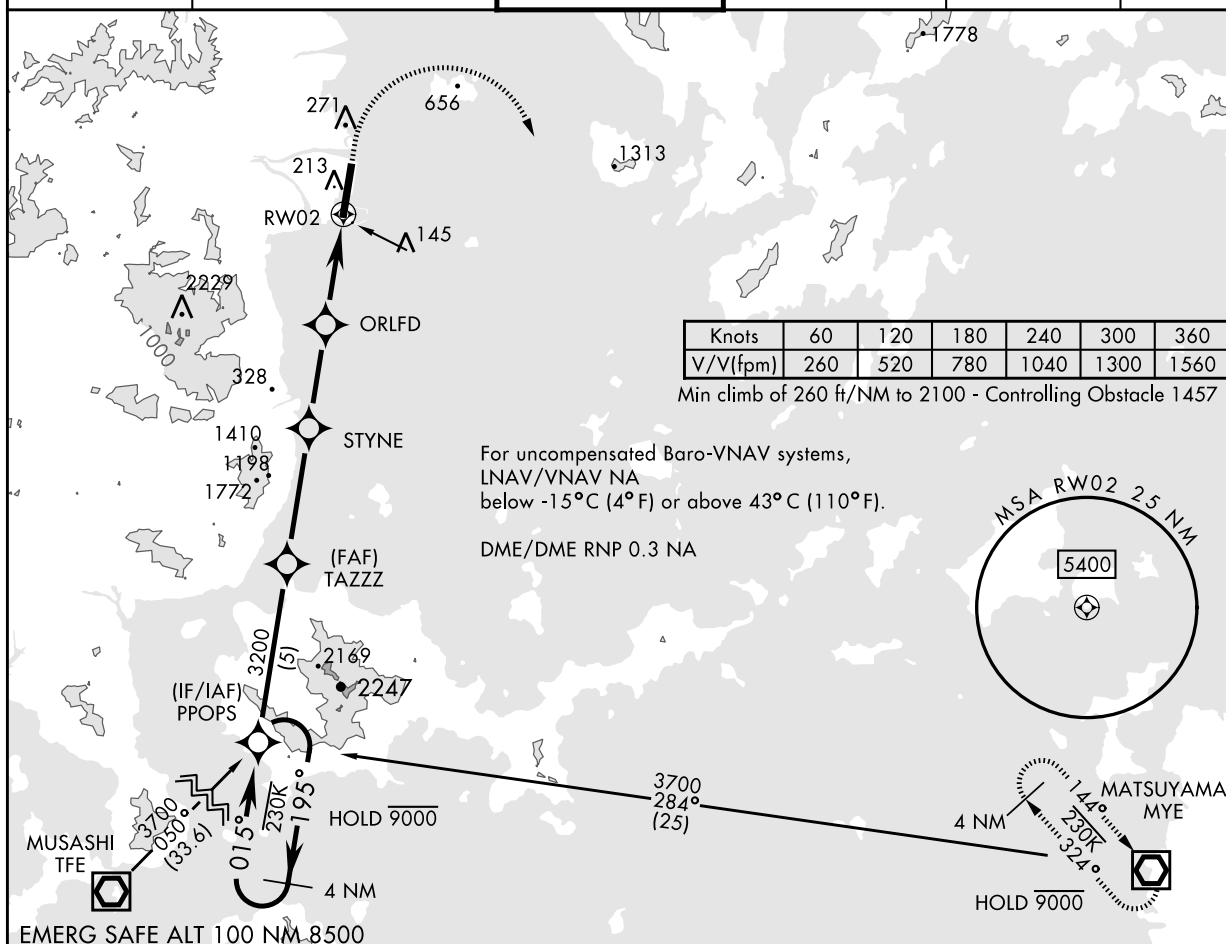 1778
271
656
213
1313
RW02
145
2229
1000
ORLFD
Knots 60 120 180 240 300 360
V/V(fpm) 260 520 780 1040 1300 1560
Min climb of 260 ft/NM to 2100 - Controlling Obstacle 1457
328
STYNE
1410
1198
1772
For uncompensated Baro-VNAV systems,
LNAV/VNAV NA
below -15°C (4°F) or above 43°C (110°F).
DME/DME RNP 0.3 NA
MSA RW02 25 NM
5400
(FAF)
TAZZZ
3200
(5)
2169
2247
(IF/IAF)
PPOPS
3700
284°
(25)
3700
050°
(33.6)
015°
230K
195°
HOLD 9000
4 NM
MUSASHI
TFE
144°
230K
324°
4 NM
MATSUYAMA
MYE
HOLD 9000
EMERG SAFE ALT 100 NM 8500